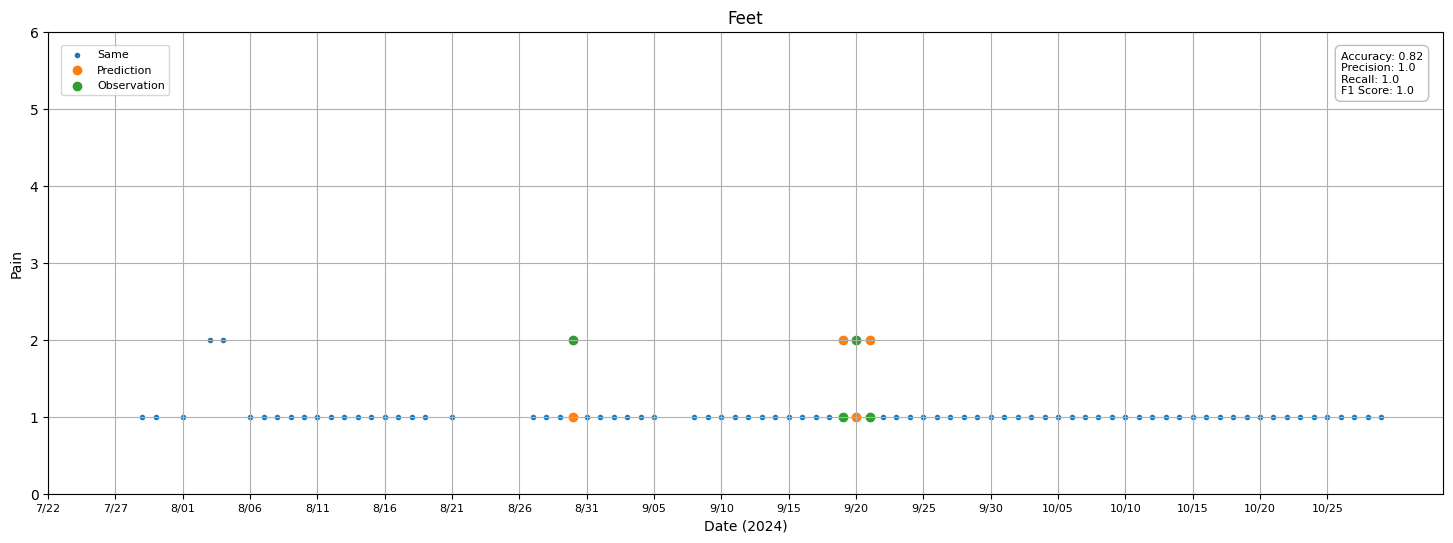 Feet
6
5
4
3
2
1
0
Pain
Same
Prediction
Observation
Accuracy: 0.82
Precision: 1.0
Recall: 1.0
F1 Score: 1.0
7/22 7/27 8/01 8/06 8/11 8/16 8/21 8/26 8/31 9/05 9/10 9/15 9/20 9/25 9/30 10/05 10/10 10/15 10/20 10/25
Date (2024)